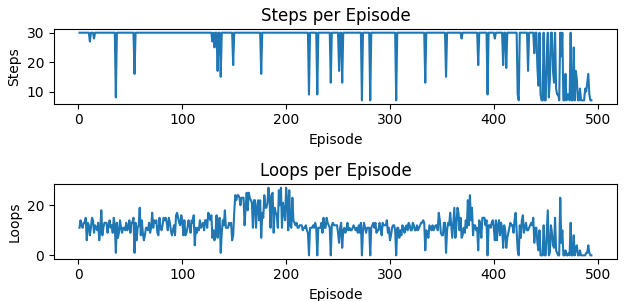 Steps per Episode
30
20
10
Steps
0 100 200 300 400 500
Episode
Loops per Episode
20
0
Loops
0 100 200 300 400 500
Episode